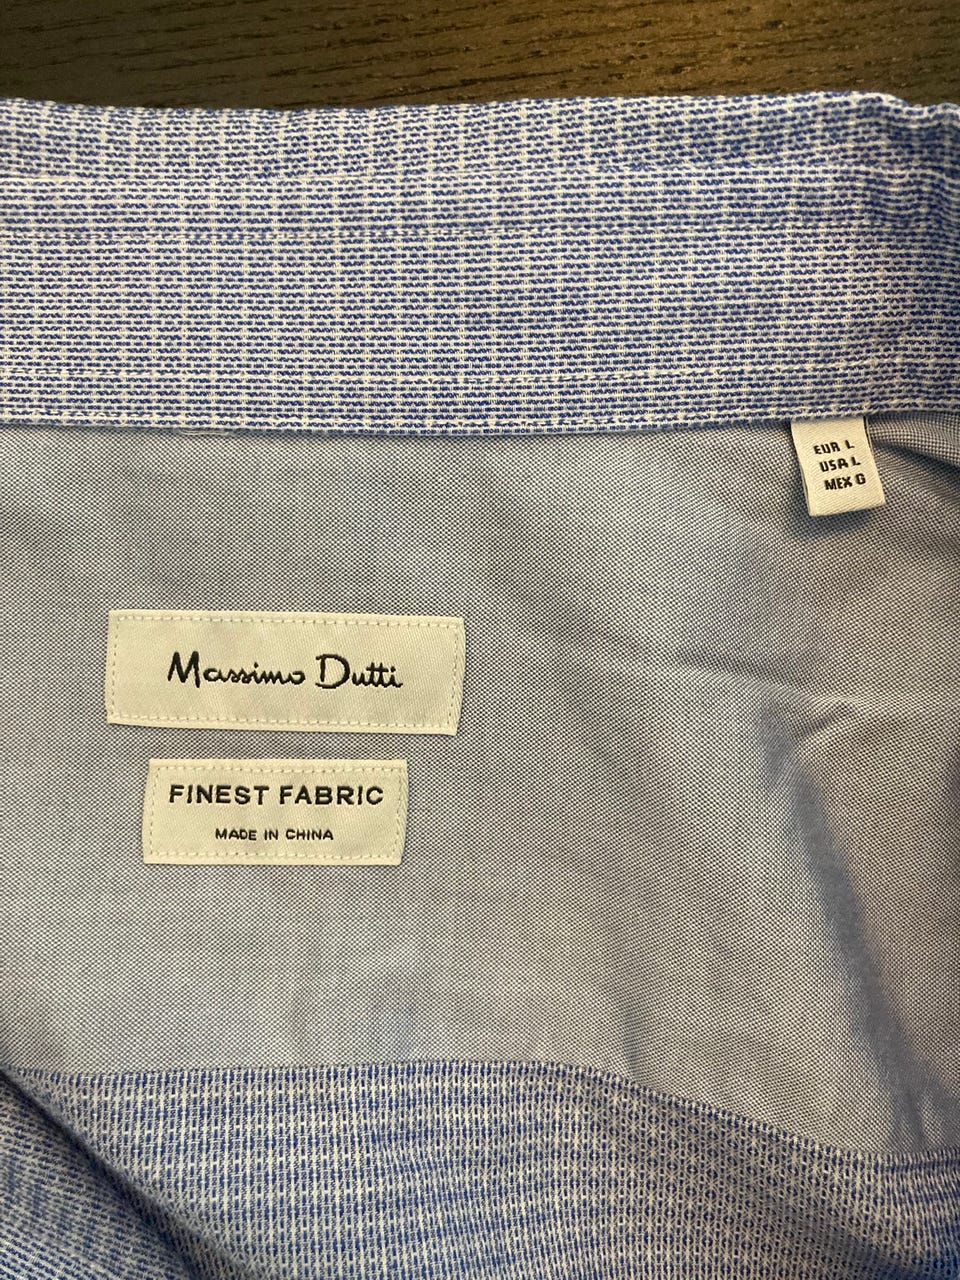 EUR L
USA L
MEX G
Massimo Dutti
FINEST FABRIC
MADE IN CHINA